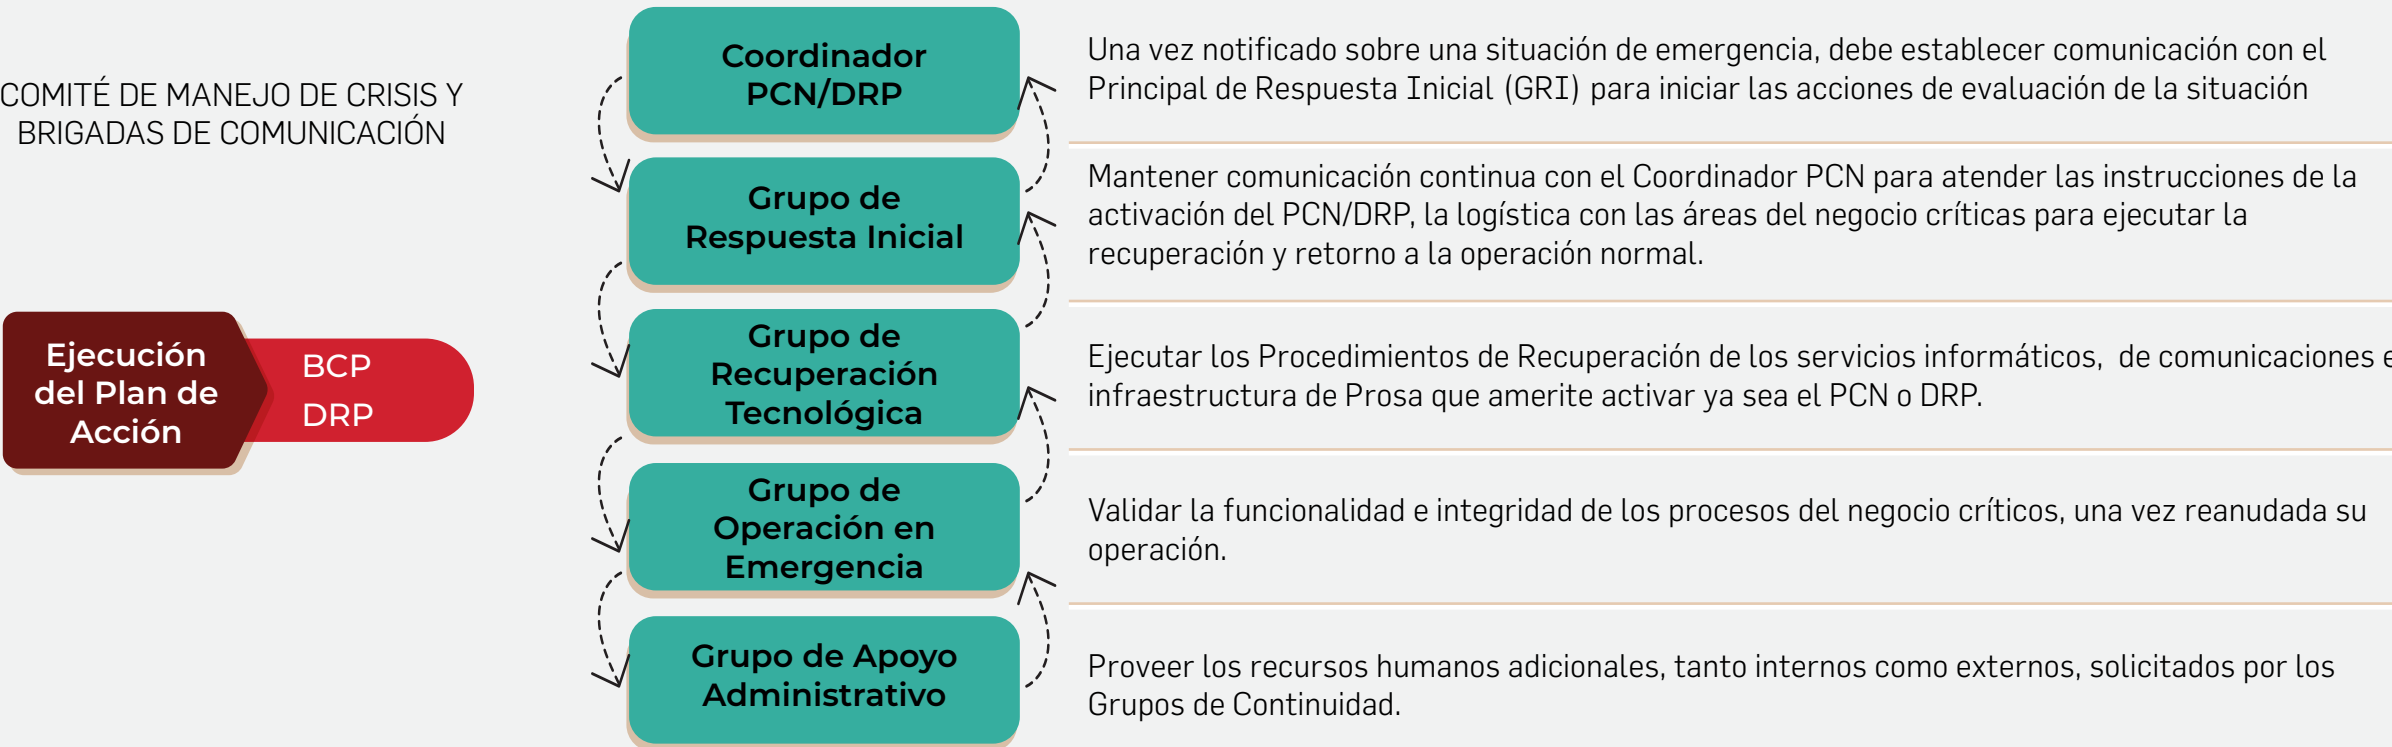 COMITÉ DE MANEJO DE CRISIS Y
BRIGADAS DE COMUNICACIÓN
Ejecución
del Plan de
Acción
BCP
DRP
Coordinador
PCN/DRP
Una vez notificado sobre una situación de emergencia, debe establecer comunicación con el
Principal de Respuesta Inicial (GRI) para iniciar las acciones de evaluación de la situación
Grupo de
Respuesta Inicial
Mantener comunicación continua con el Coordinador PCN para atender las instrucciones de la
activación del PCN/DRP, la logística con las áreas del negocio críticas para ejecutar la
recuperación y retorno a la operación normal.
Grupo de
Recuperación
Tecnológica
Ejecutar los Procedimientos de Recuperación de los servicios informáticos, de comunicaciones e
infraestructura de Prosa que amerite activar ya sea el PCN o DRP.
Grupo de
Operación en
Emergencia
Validar la funcionalidad e integridad de los procesos del negocio críticos, una vez reanudada su
operación.
Grupo de Apoyo
Administrativo
Proveer los recursos humanos adicionales, tanto internos como externos, solicitados por los
Grupos de Continuidad.